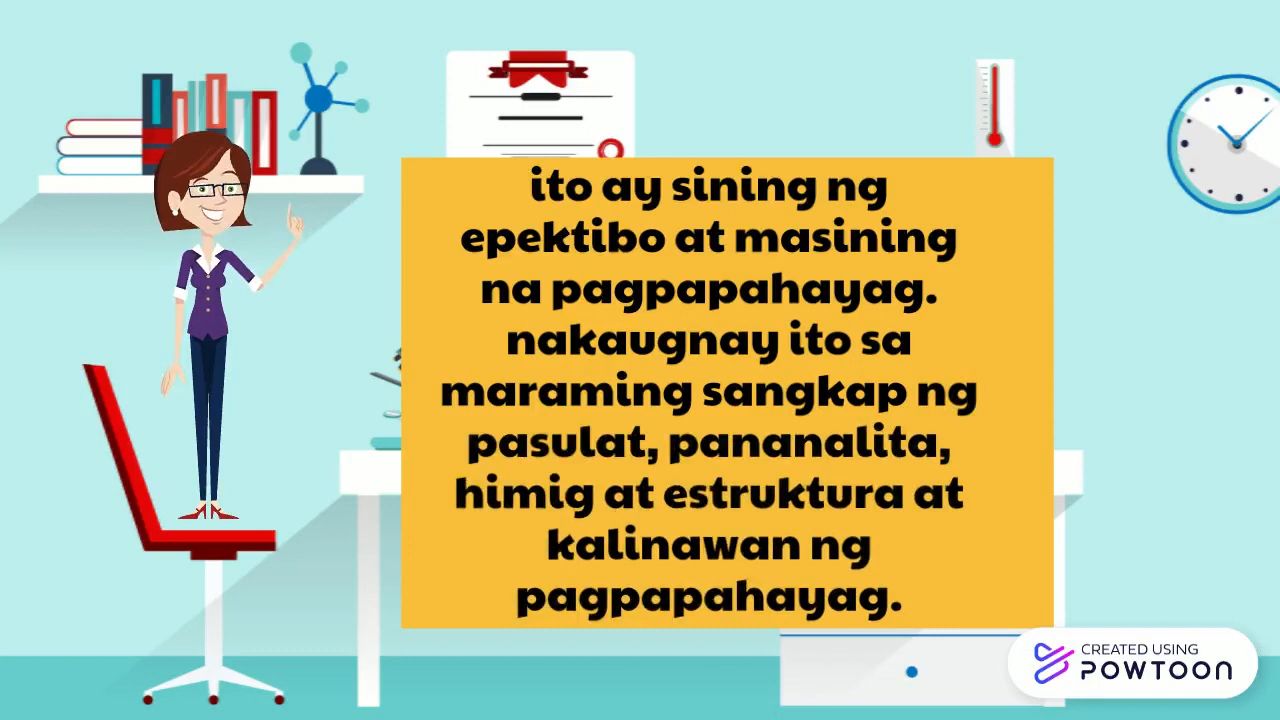 ito ay sining ng
epektibo at masining
na pagpapahayag.
nakaugnay ito sa
maraming sangkap ng
pasulat, pananalita,
himig at estruktura at
kalinawan ng
pagpapahayag.
CREATED USING
POWTOON